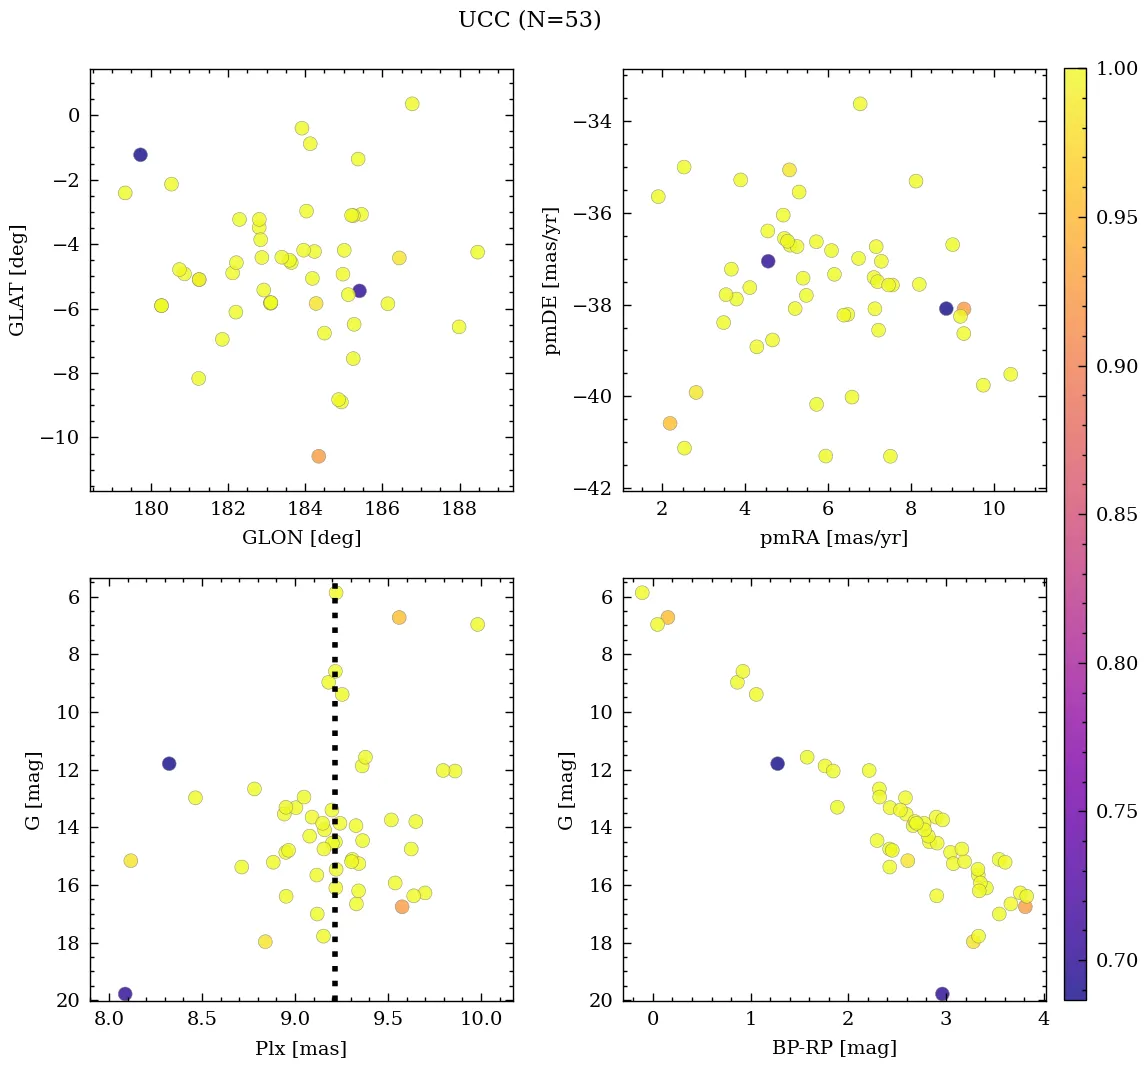 UCC (N=53)
0
−2
−4
−6
−8
−10
GLAT [deg]
180 182 184 186 188
GLON [deg]
−34
−36
−38
−40
−42
pmDE [mas/yr]
2 4 6 8 10
pmRA [mas/yr]
1.00
0.95
0.90
0.85
0.80
0.75
0.70
6
8
10
12
14
16
18
20
G [mag]
8.0 8.5 9.0 9.5 10.0
Plx [mas]
6
8
10
12
14
16
18
20
G [mag]
0 1 2 3 4
BP-RP [mag]